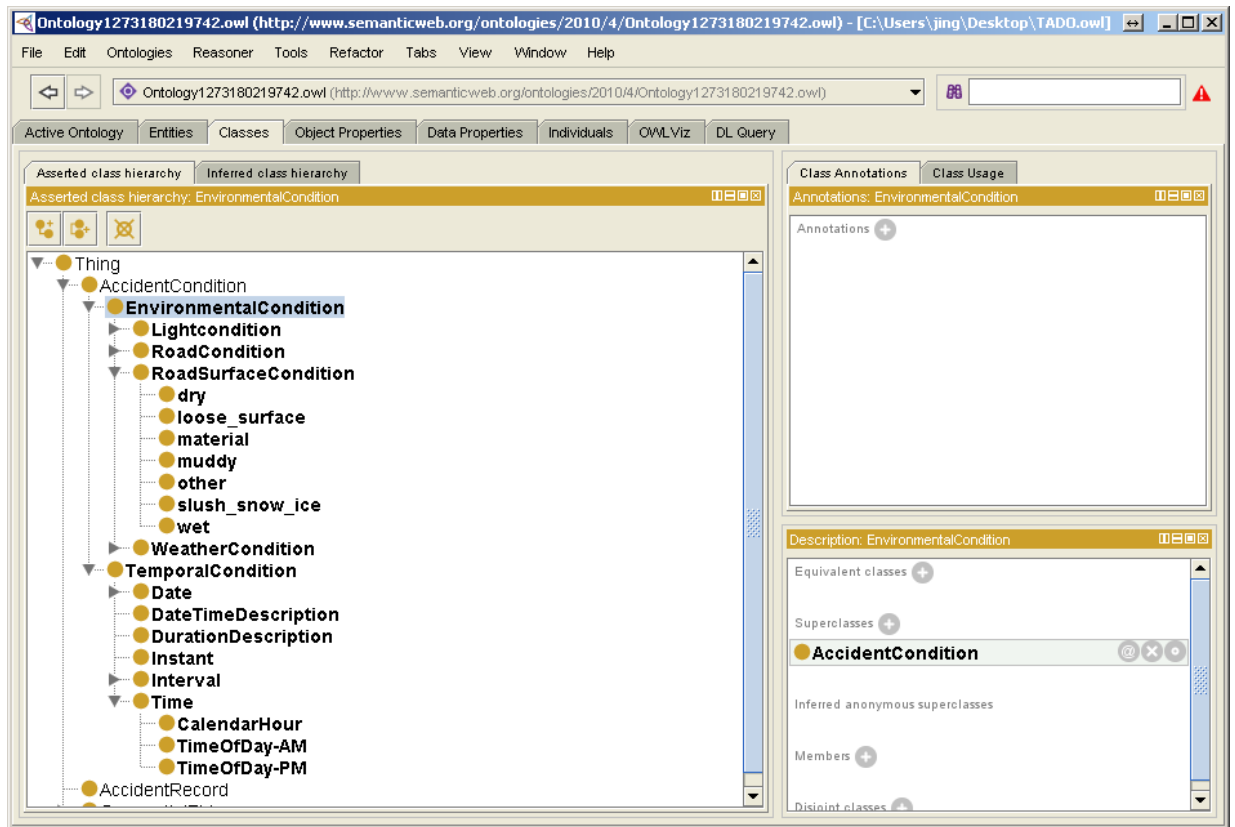 Ontology1273180219742.owl (http://www.semanticweb.org/ontologies/2010/4/Ontology1273180219742.owl) - [C:\Users\jing\Desktop\TADO.owl]
File Edit Ontologies Reasoner Tools Refactor Tabs View Window Help
Ontology1273180219742.owl (http://www.semanticweb.org/ontologies/2010/4/Ontology1273180219742.owl)
Active Ontology Entities Classes Object Properties Data Properties Individuals OWLViz DL Query
Asserted class hierarchy Inferred class hierarchy
Asserted class hierarchy: EnvironmentalCondition
Thing
AccidentCondition
EnvironmentalCondition
Lightcondition
RoadCondition
RoadSurfaceCondition
dry
loose_surface
material
muddy
other
slush_snow_ice
wet
WeatherCondition
TemporalCondition
Date
DateTimeDescription
DurationDescription
Instant
Interval
Time
CalendarHour
TimeOfDay-AM
TimeOfDay-PM
AccidentRecord
Class Annotations Class Usage
Annotations: EnvironmentalCondition
Annotations
Description: EnvironmentalCondition
Equivalent classes
Superclasses
AccidentCondition
Inferred anonymous superclasses
Members
Disjoint classes